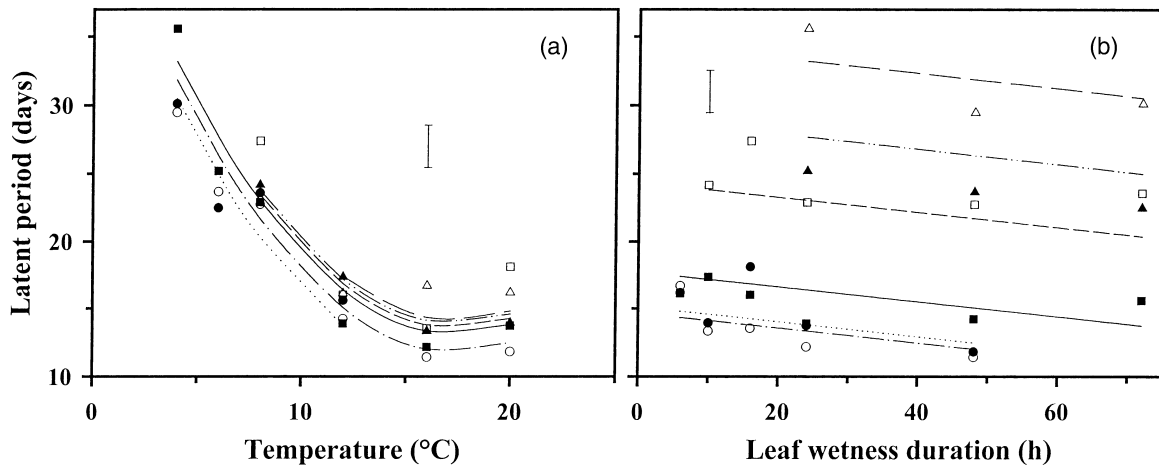 (a)
(b)
Latent period (days)
30
20
10
0
10
20
0
20
40
60
Temperature (°C)
Leaf wetness duration (h)